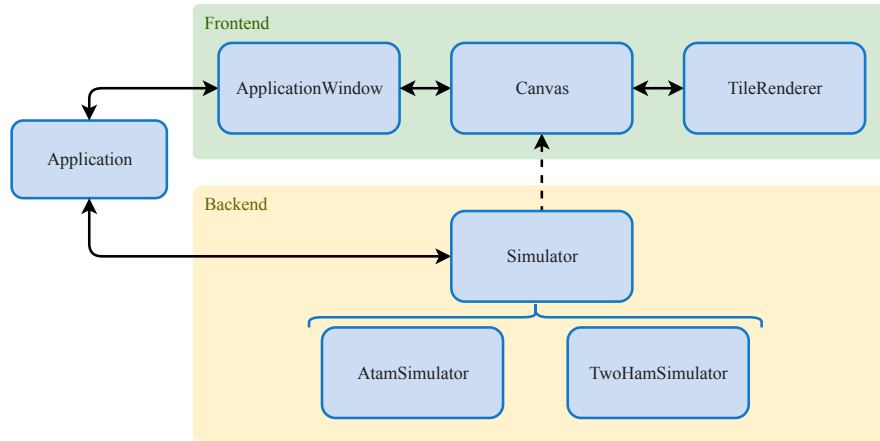 Frontend
ApplicationWindow
Canvas
TileRenderer
Application
Backend
Simulator
AtamSimulator
TwoHamSimulator